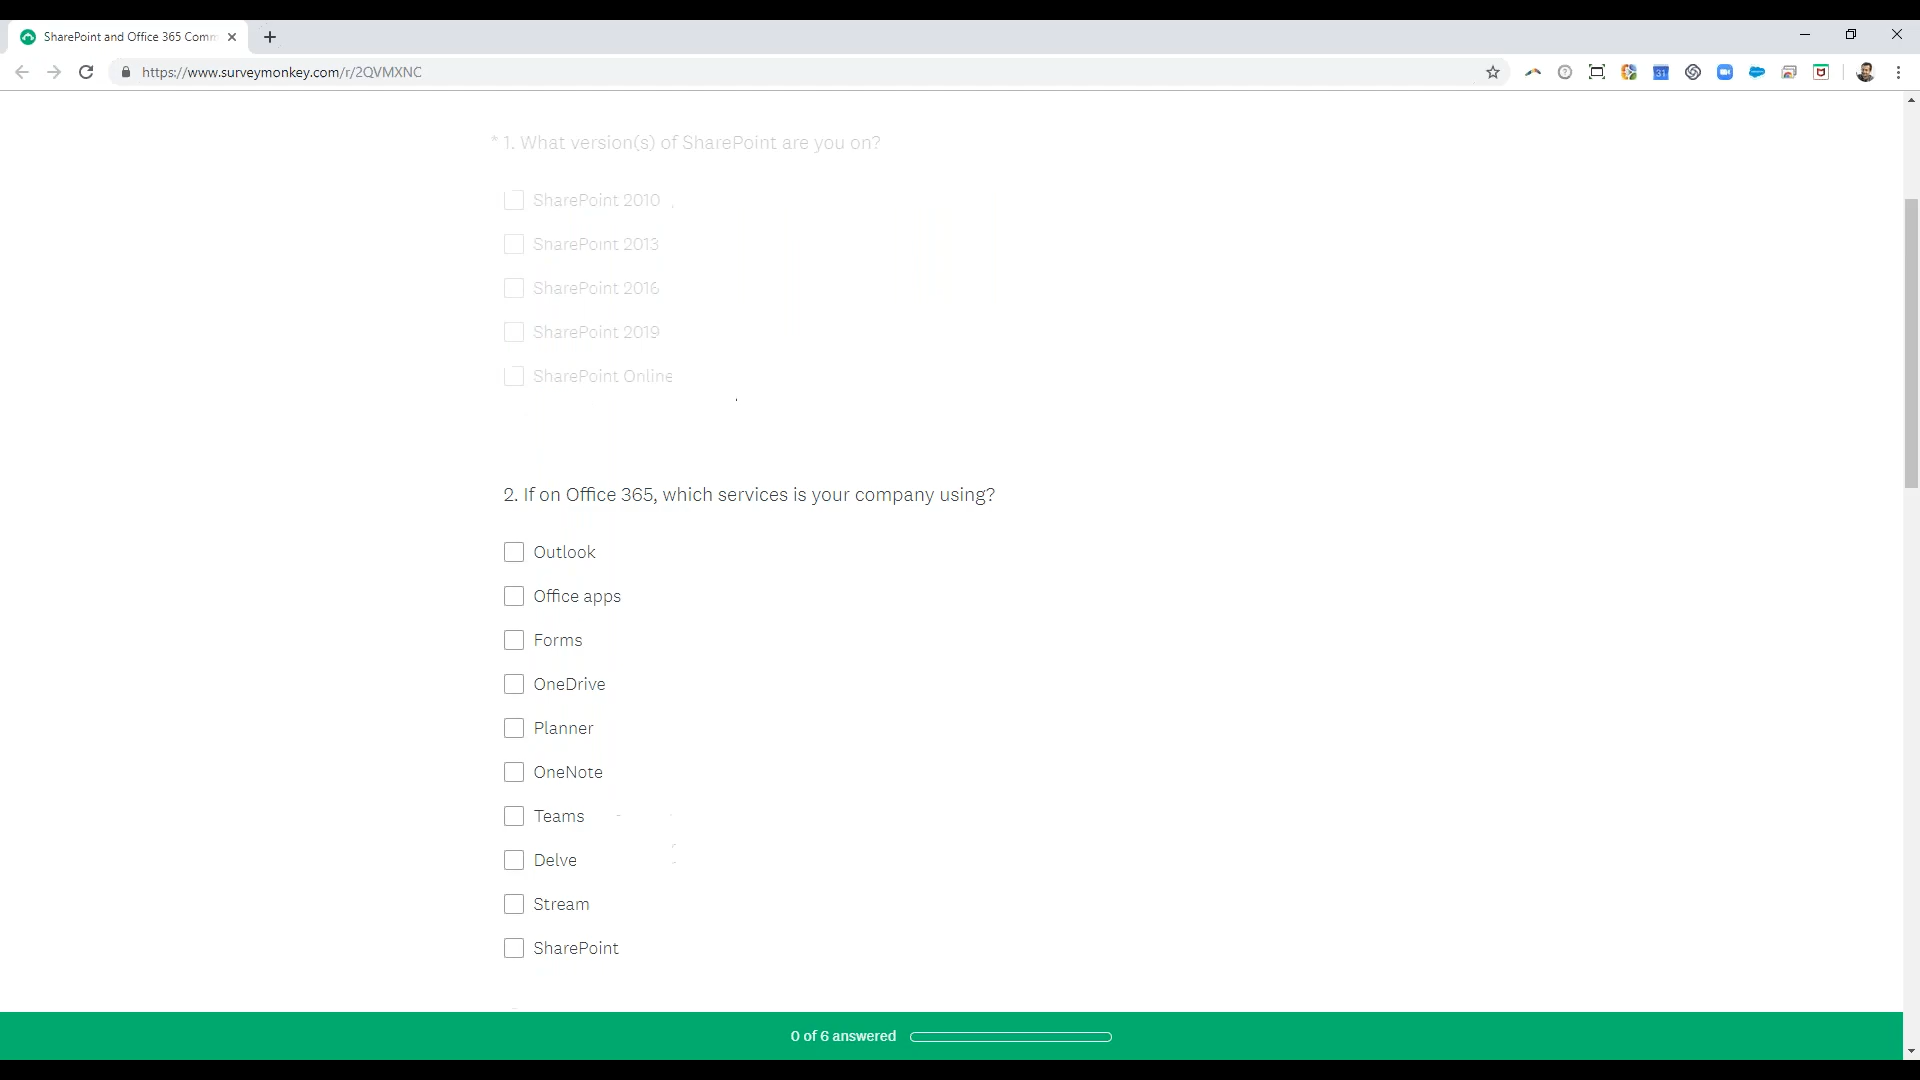 SharePoint and Office 365 Comm
https://www.surveymonkey.com/r/2QVMXNC
31
* 1. What version(s) of SharePoint are you on?
SharePoint 2010
SharePoint 2013
SharePoint 2016
SharePoint 2019
SharePoint Online
2. If on Office 365, which services is your company using?
Outlook
Office apps
Forms
OneDrive
Planner
OneNote
Teams
Delve
Stream
SharePoint
0 of 6 answered